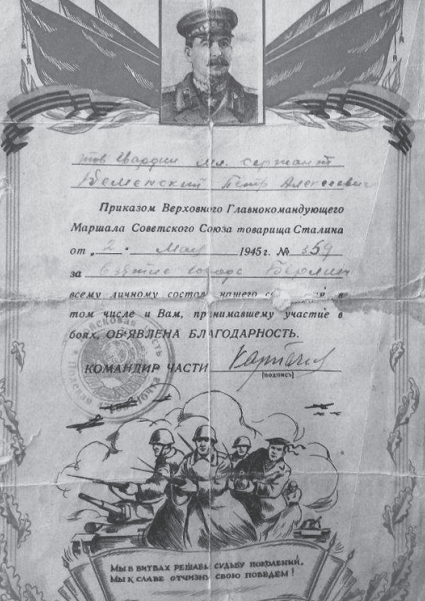 тов Гвардии мл. сержант
Петр Алексеевич
Приказом Верховного Главнокомандующего
Маршала Советского Союза товарища Сталина
от „2“ Мая 1945 г. № 359
за взятие города Берлин
всему личному составу нашего в
том числе и Вам, принимавшему участие в
боях, ОБ'ЯВЛЕНА БЛАГОДАРНОСТЬ.
КОМАНДИР ЧАСТИ
[подпись]
МЫ В БИТВАХ РЕШАЕМ СУДЬБУ ПОКОЛЕНИЙ,
МЫ К СЛАВЕ ОТЧИЗНУ СВОЮ ПОВЕДЕМ!